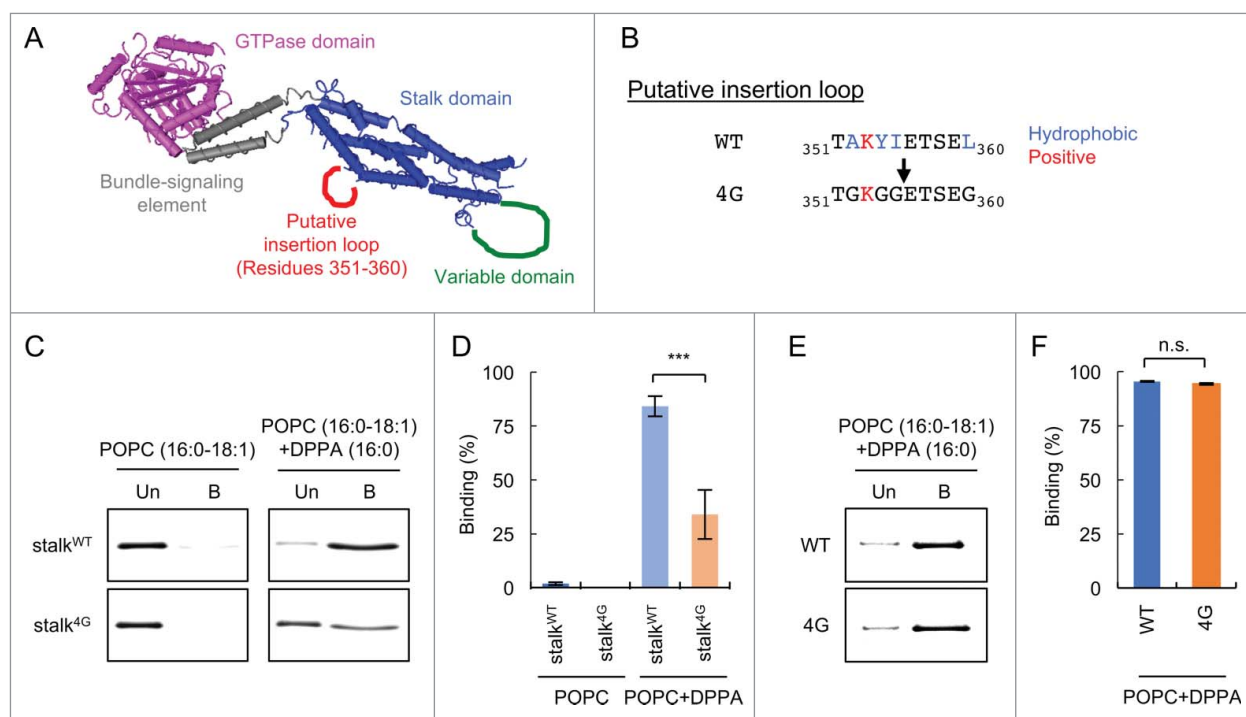 A
GTPase domain
Stalk domain
Bundle-signaling
element
Putative
insertion loop
(Residues 351-360)
Variable domain
B
Putative insertion loop
WT 351TAKYIETSEL360 Hydrophobic
Positive
4G 351TGKGGETSEG360
C
POPC (16:0-18:1)
POPC (16:0-18:1)
+DPPA (16:0)
Un B Un B
stalkWT
stalk4G
D
***
100
75
50
25
0
Binding (%)
stalkWT
stalk4G
stalkWT
stalk4G
POPC POPC+DPPA
E
POPC (16:0-18:1)
+DPPA (16:0)
Un B
WT
4G
F
n.s.
100
75
50
25
0
Binding (%)
WT
4G
POPC+DPPA